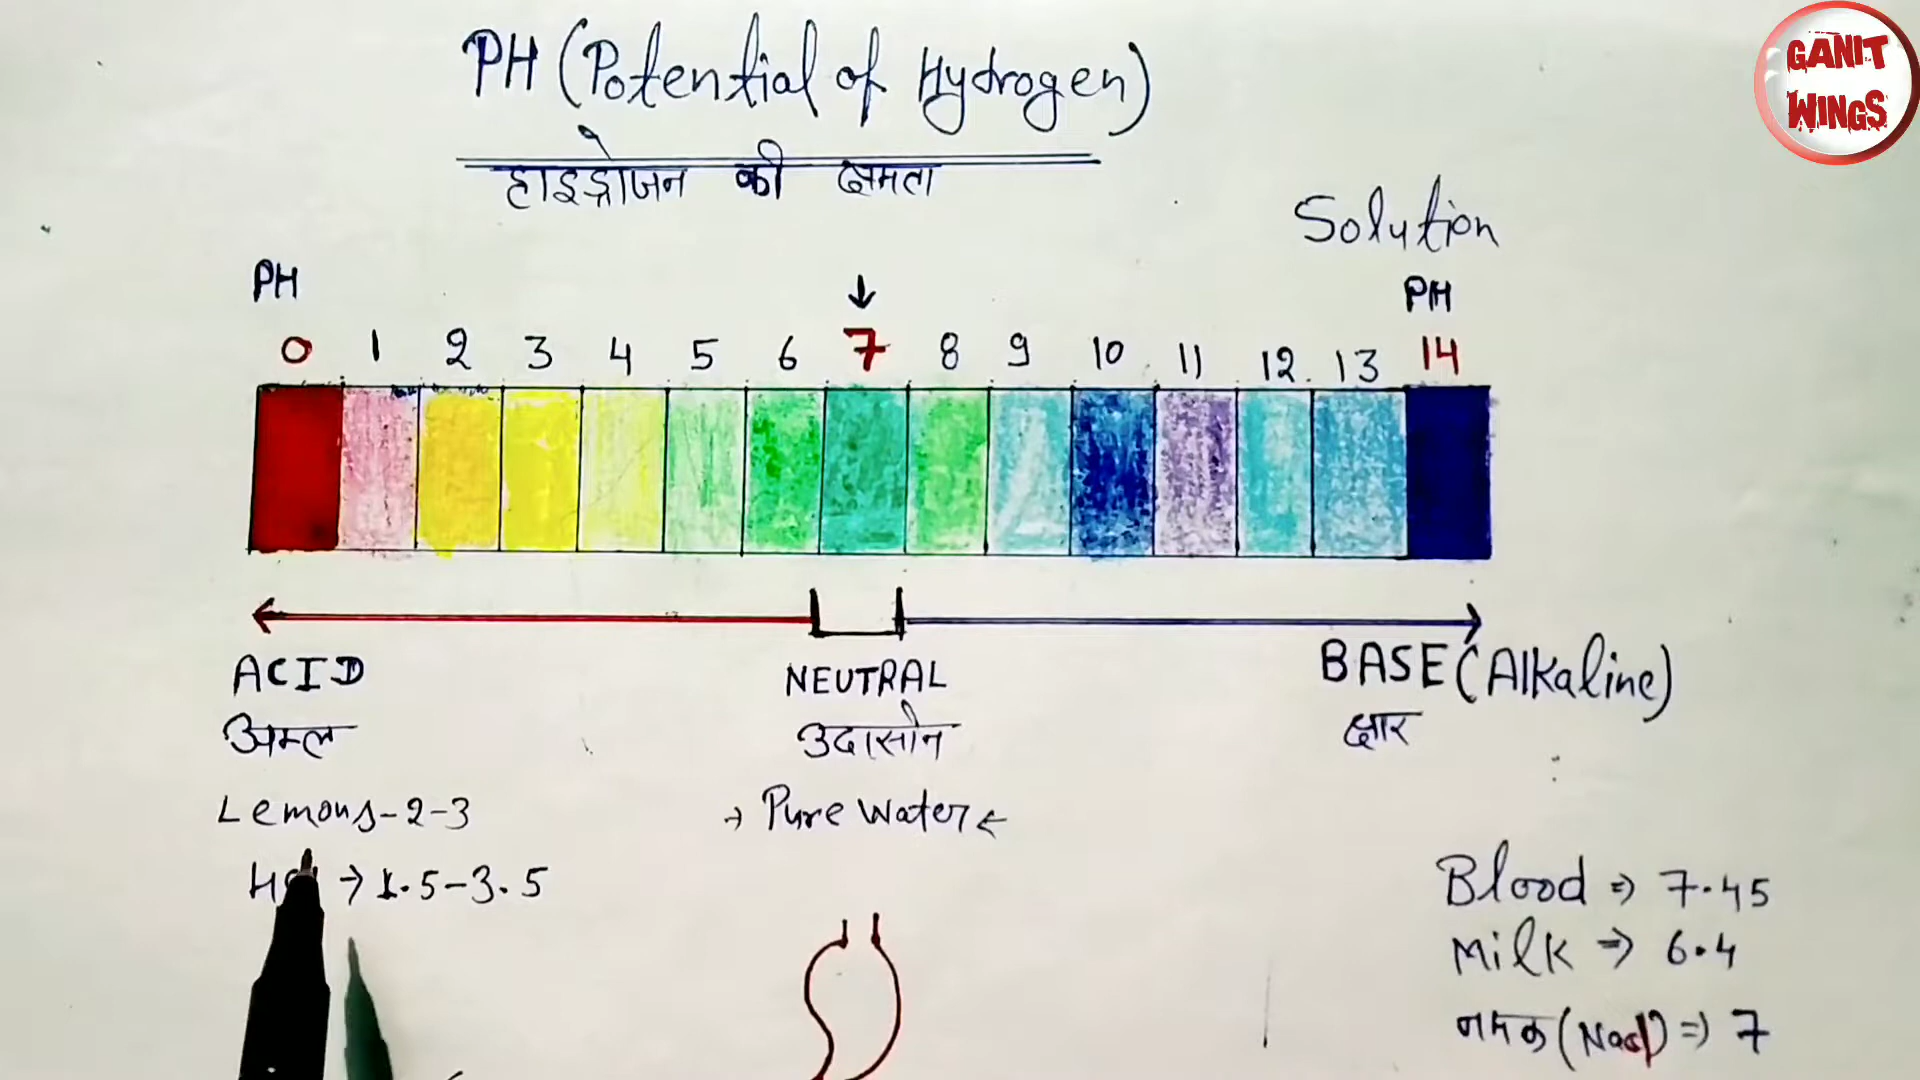 PH (Potential of Hydrogen)
हाइड्रोजन की क्षमता
GANIT
WINGS
Solution
PH
PH
0 1 2 3 4 5 6 7 8 9 10 11 12 13 14
ACID
अम्ल
NEUTRAL
उदासीन
BASE (Alkaline)
क्षार
Lemons-2-3
→ Pure Water ←
→ 1.5-3.5
Blood ⇒ 7.45
Milk ⇒ 6.4
नमक (Nacl) ⇒ 7